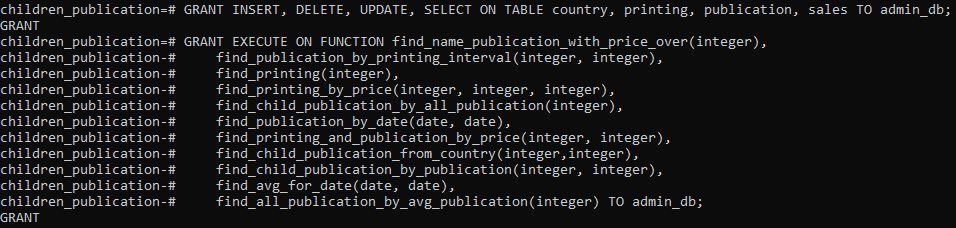 children_publication=# GRANT INSERT, DELETE, UPDATE, SELECT ON TABLE country, printing, publication, sales TO admin_db;
GRANT
children_publication=# GRANT EXECUTE ON FUNCTION find_name_publication_with_price_over(integer),
children_publication-#     find_publication_by_printing_interval(integer, integer),
children_publication-#     find_printing(integer),
children_publication-#     find_printing_by_price(integer, integer, integer),
children_publication-#     find_child_publication_by_all_publication(integer),
children_publication-#     find_publication_by_date(date, date),
children_publication-#     find_printing_and_publication_by_price(integer, integer),
children_publication-#     find_child_publication_from_country(integer,integer),
children_publication-#     find_child_publication_by_publication(integer, integer),
children_publication-#     find_avg_for_date(date, date),
children_publication-#     find_all_publication_by_avg_publication(integer) TO admin_db;
GRANT